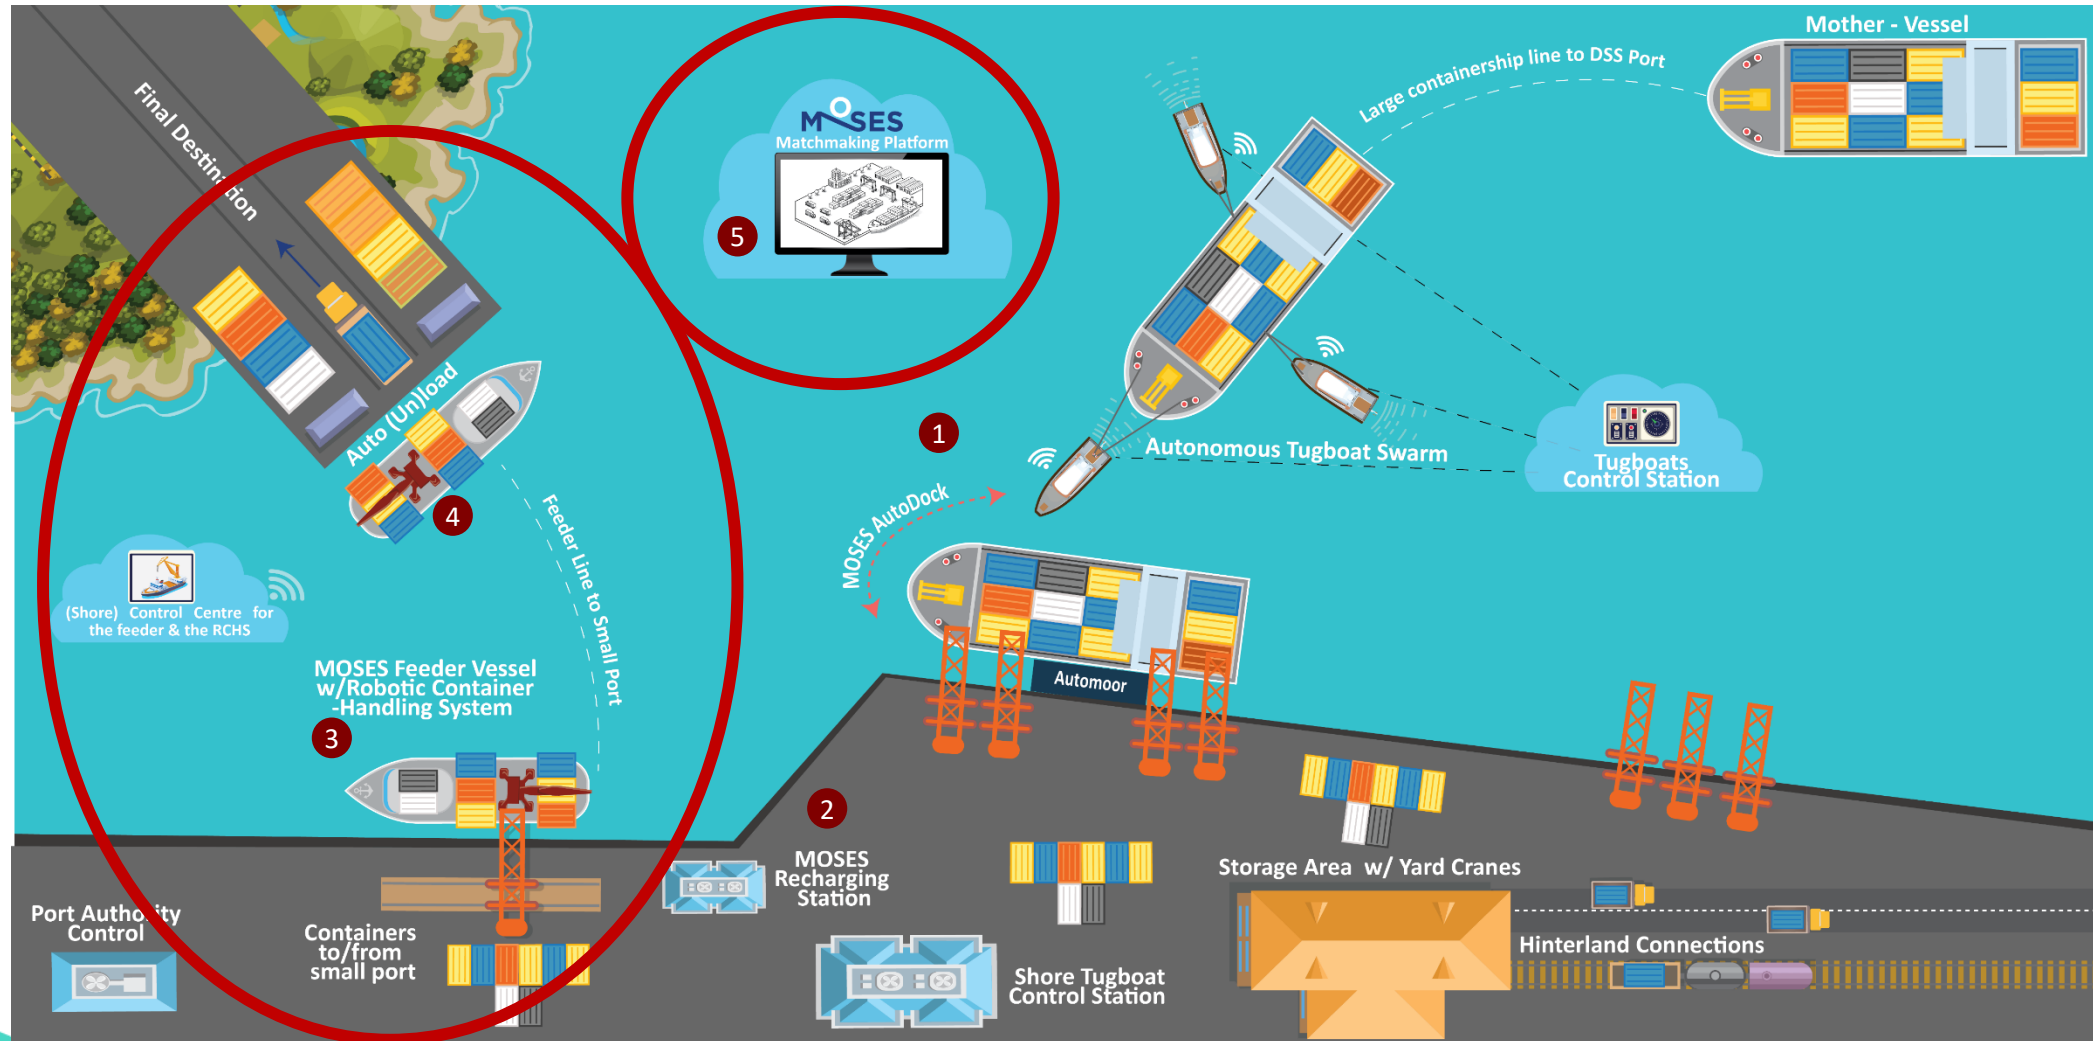 Mother - Vessel
Large containership line to DSS Port
MOSES
Matchmaking Platform
5
Final Destination
Auto (Un)load
4
Feeder Line to Small Port
(Shore) Control Centre for
the feeder & the RCHS
MOSES Feeder Vessel
w/Robotic Container
-Handling System
3
1
Autonomous Tugboat Swarm
Tugboats
Control Station
MOSES AutoDock
Automoor
2
MOSES
Recharging
Station
Storage Area w/ Yard Cranes
Port Authority
Control
Containers
to/from
small port
Shore Tugboat
Control Station
Hinterland Connections